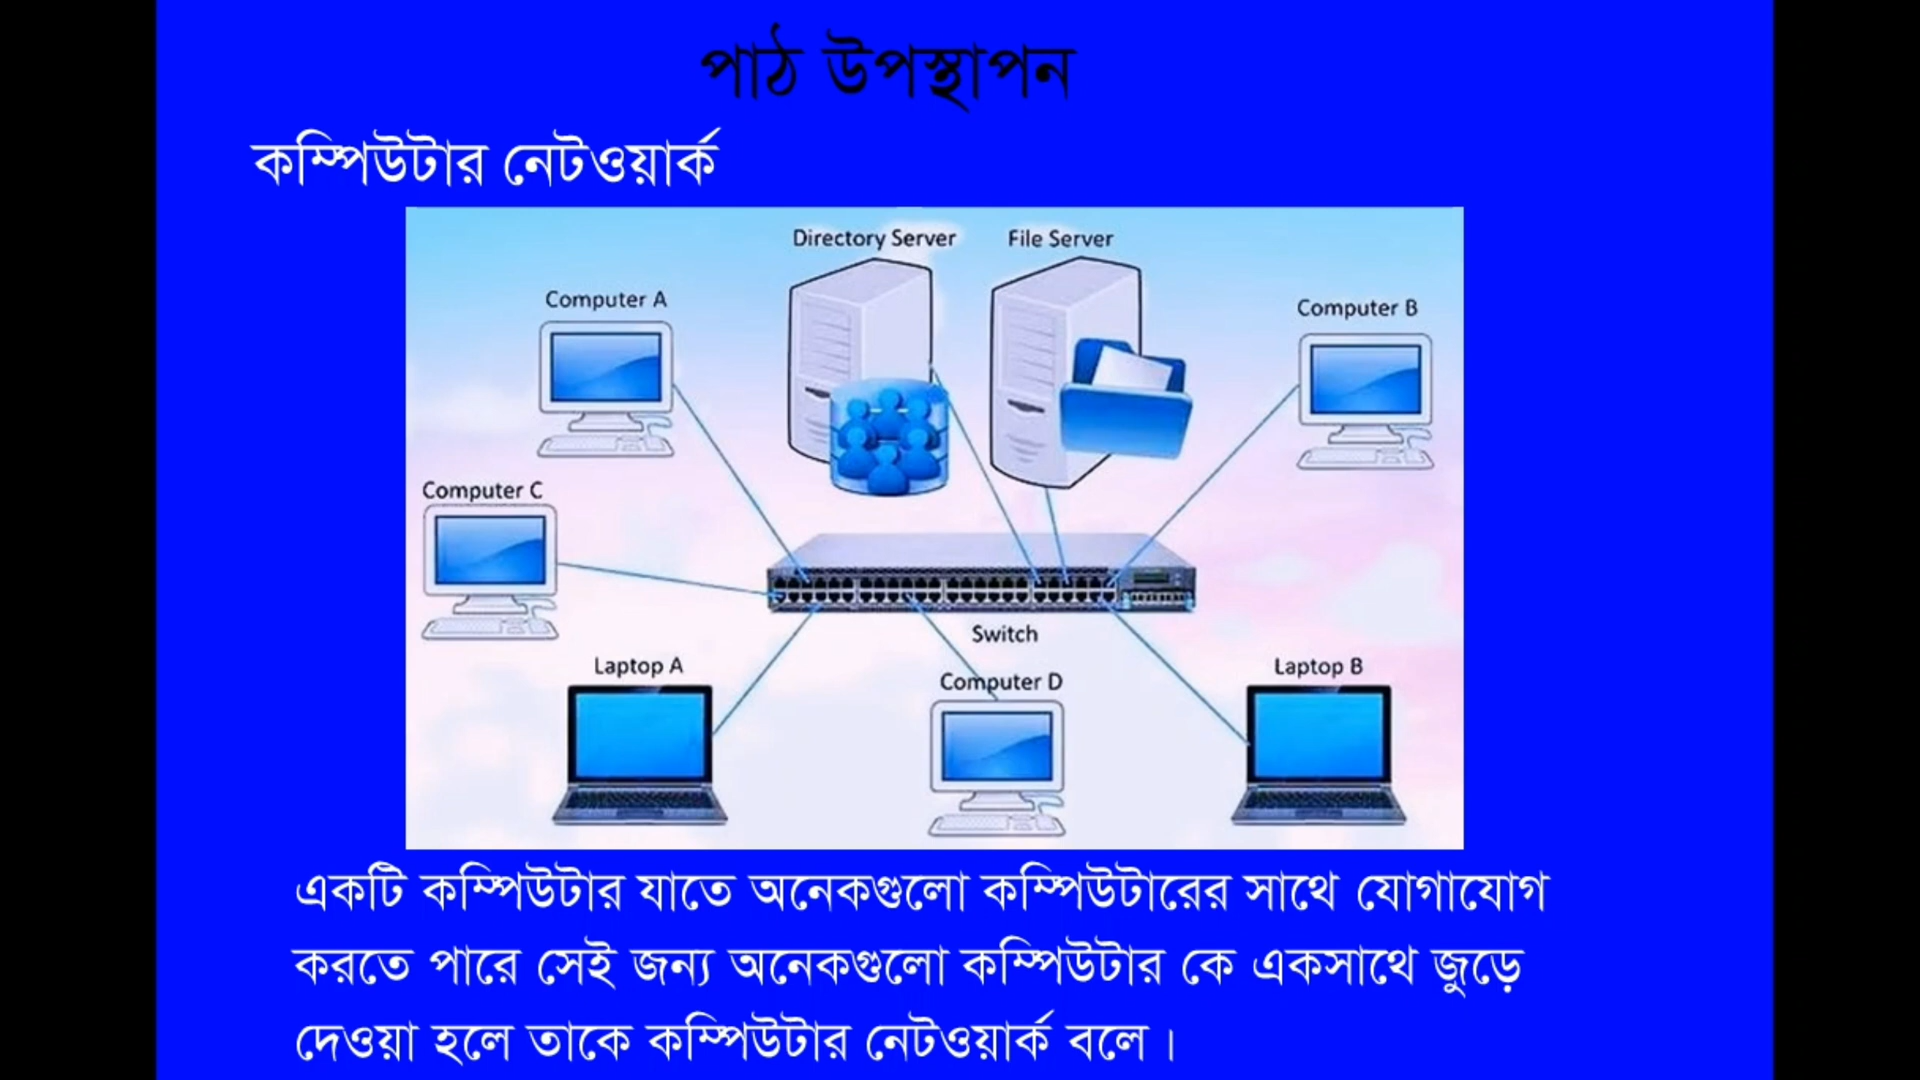 পাঠ উপস্থাপন
কম্পিউটার নেটওয়ার্ক
Directory Server
File Server
Computer A
Computer B
Computer C
Switch
Laptop A
Computer D
Laptop B
একটি কম্পিউটার যাতে অনেকগুলো কম্পিউটারের সাথে যোগাযোগ
করতে পারে সেই জন্য অনেকগুলো কম্পিউটার কে একসাথে জুড়ে
দেওয়া হলে তাকে কম্পিউটার নেটওয়ার্ক বলে।